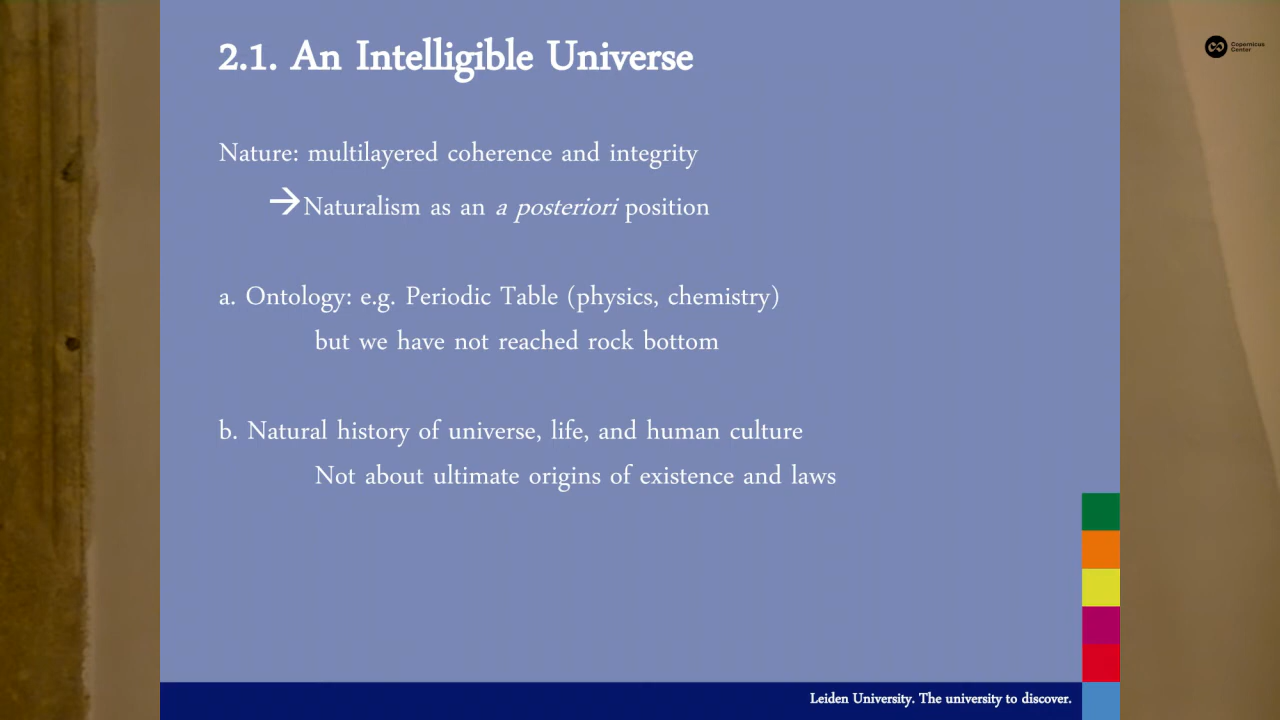 2.1. An Intelligible Universe
Copernicus
Center
Nature: multilayered coherence and integrity
→Naturalism as an a posteriori position
a. Ontology: e.g. Periodic Table (physics, chemistry)
but we have not reached rock bottom
b. Natural history of universe, life, and human culture
Not about ultimate origins of existence and laws
Leiden University. The university to discover.